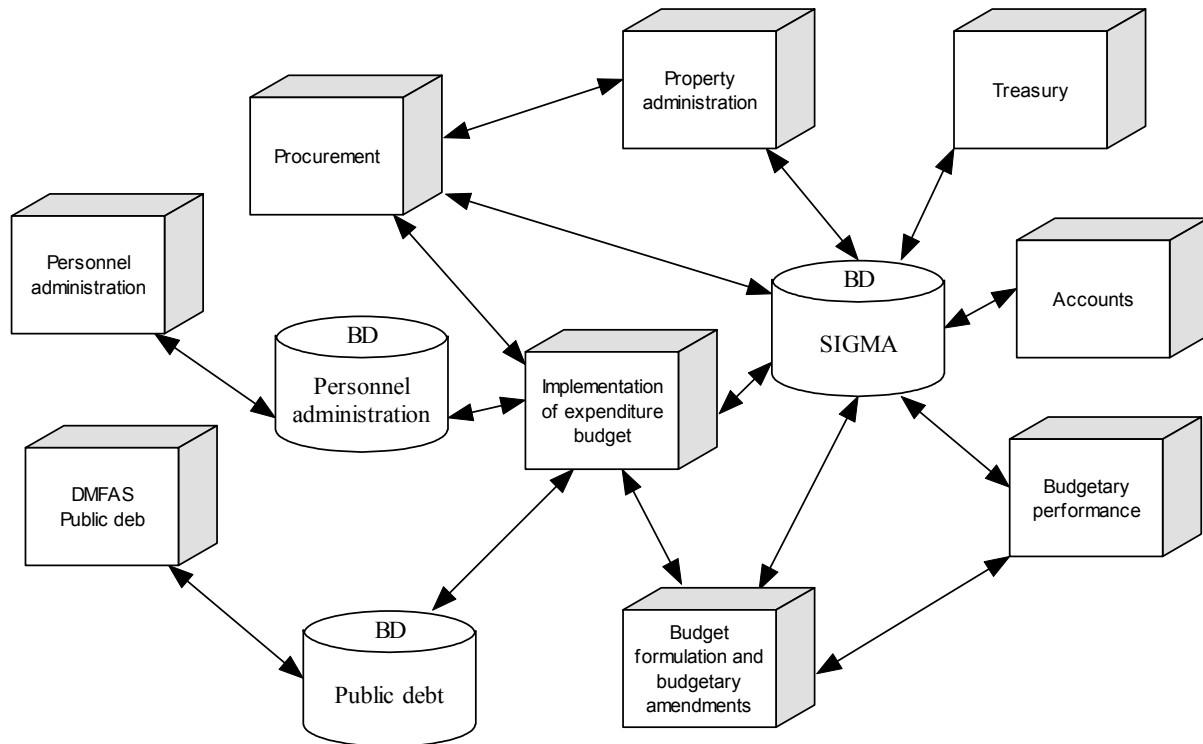 Property
administration
Treasury
Procurement
Personnel
administration
BD
SIGMA
Accounts
BD
Personnel
administration
Implementation
of expenditure
budget
DMFAS
Public deb
Budgetary
performance
BD
Public debt
Budget
formulation and
budgetary
amendments